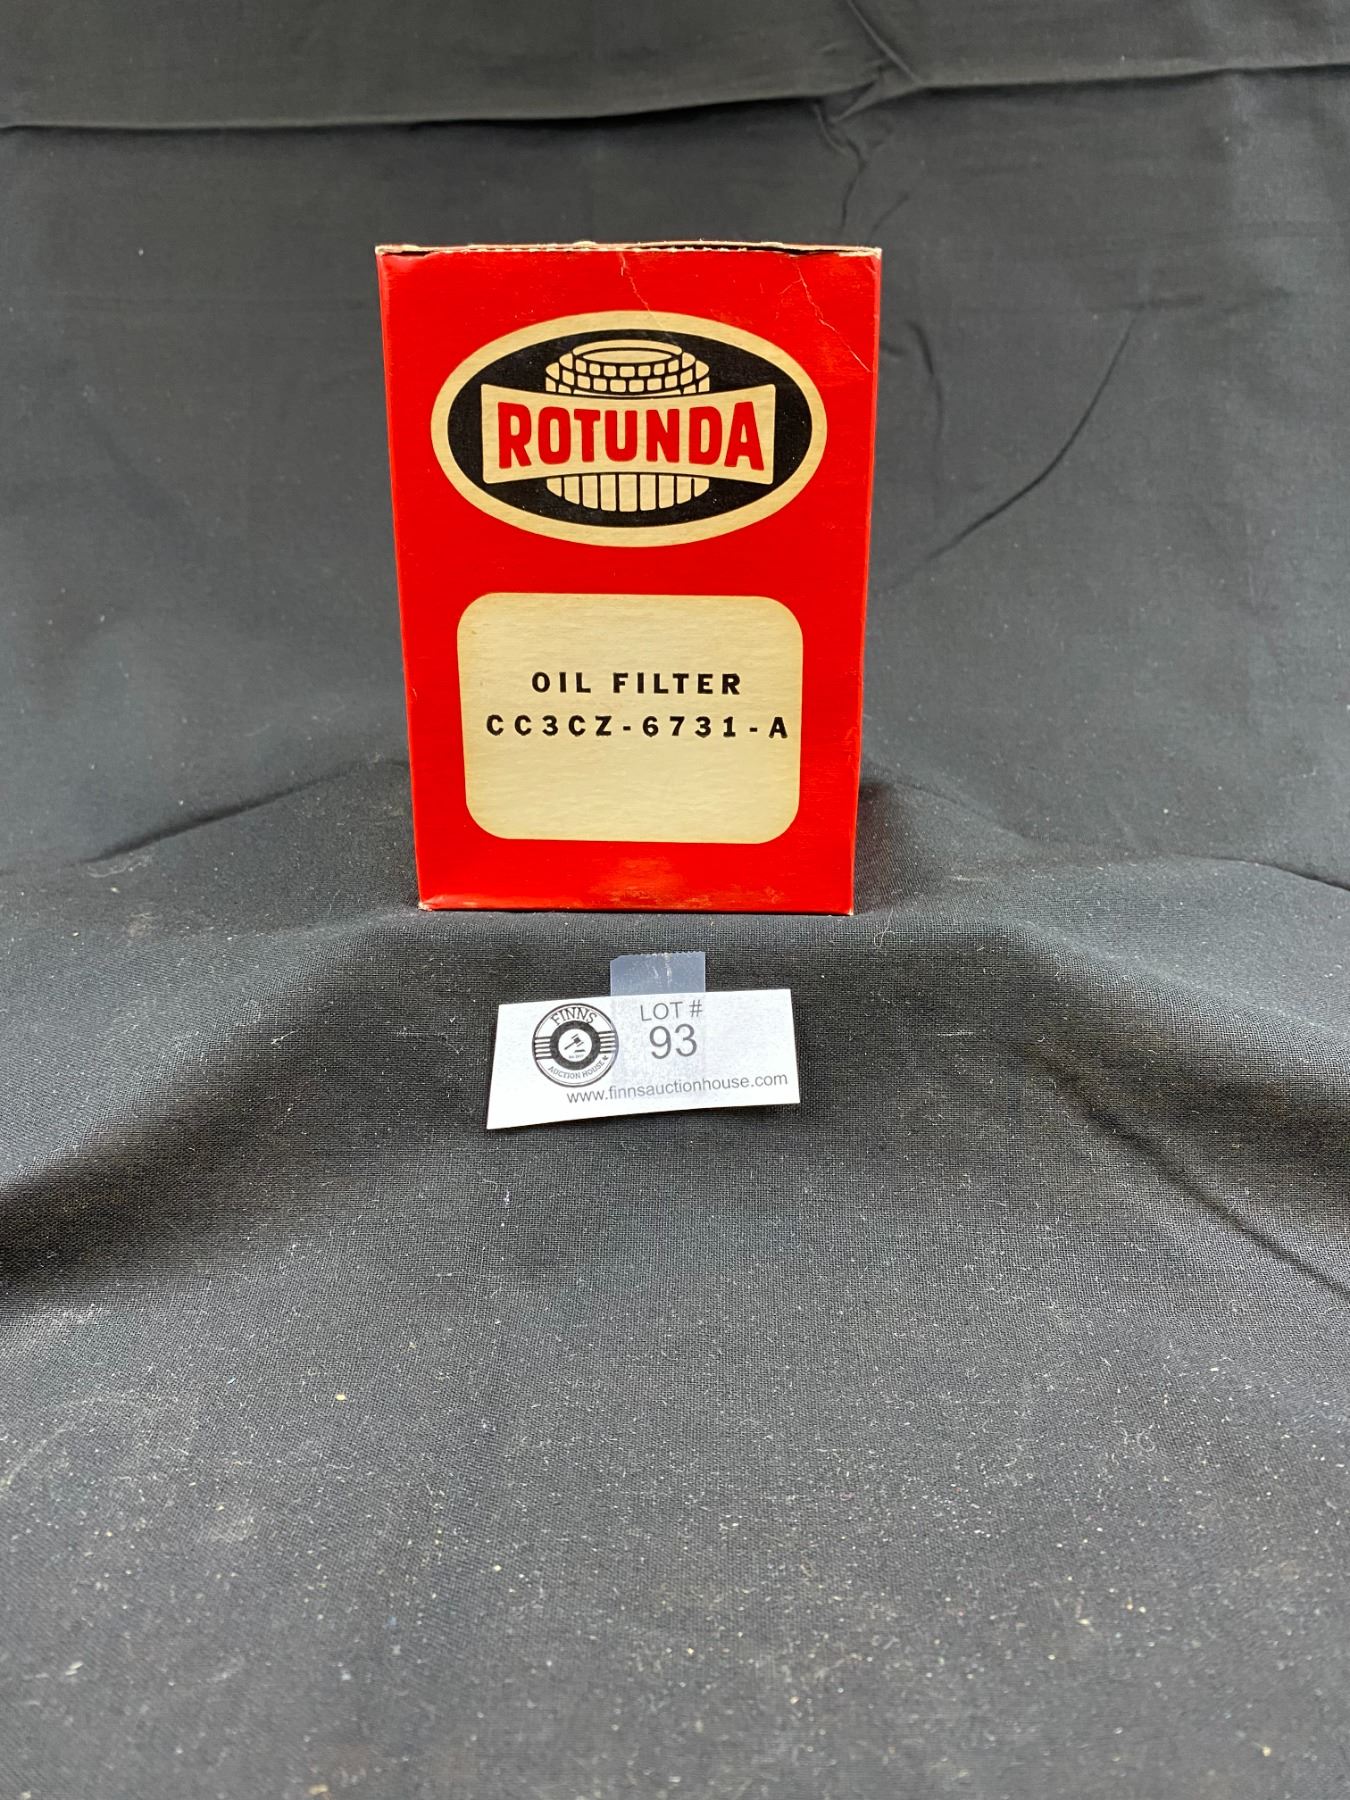 ROTUNDA
OIL FILTER
CC3CZ-6731-A
FINNS
AUCTION HOUSE
LOT #
93
www.finnsauctionhouse.com